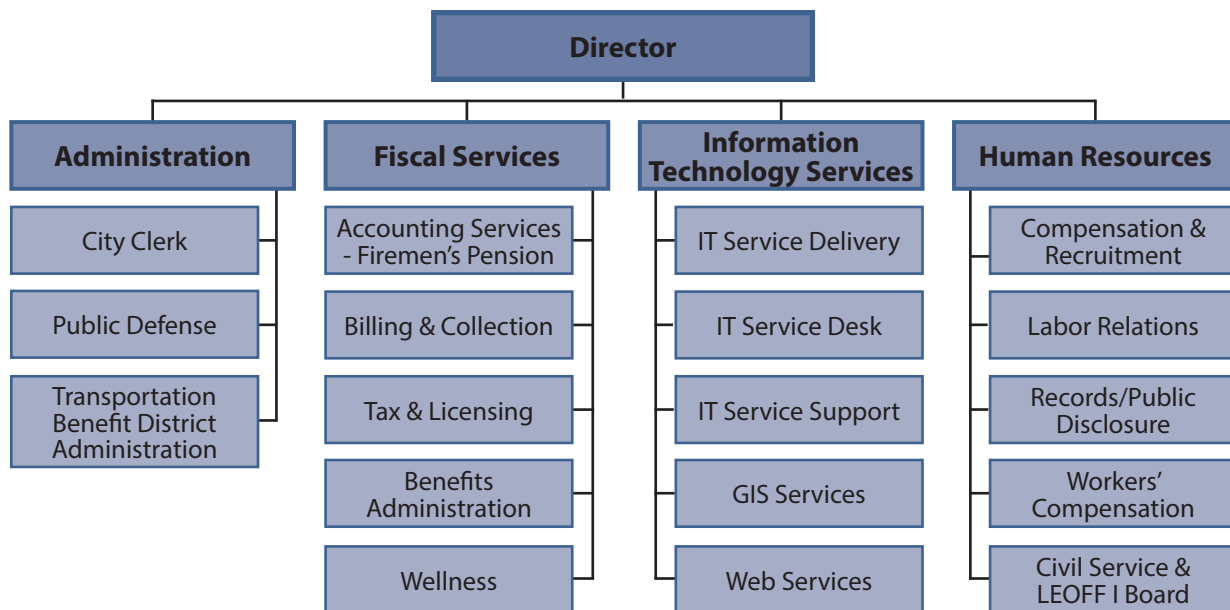 Director
Administration
City Clerk
Public Defense
Transportation
Benefit District
Administration
Fiscal Services
Accounting Services
- Firemen’s Pension
Billing & Collection
Tax & Licensing
Benefits
Administration
Wellness
Information
Technology Services
IT Service Delivery
IT Service Desk
IT Service Support
GIS Services
Web Services
Human Resources
Compensation &
Recruitment
Labor Relations
Records/Public
Disclosure
Workers’
Compensation
Civil Service &
LEOFF I Board